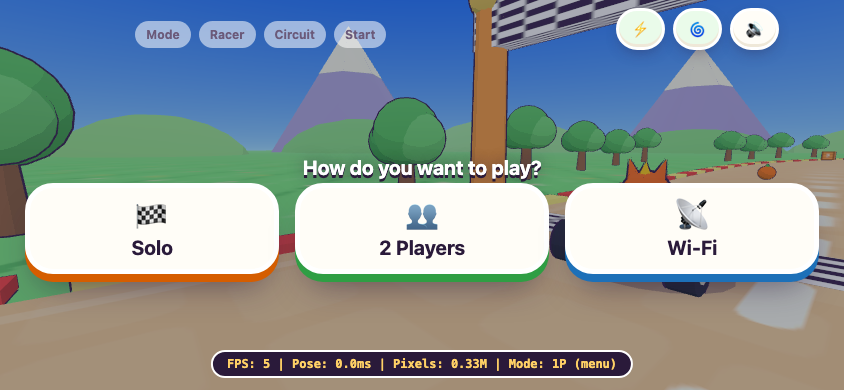 Mode Racer Circuit Start
How do you want to play?
Solo 2 Players Wi-Fi
FPS: 5 | Pose: 0.0ms | Pixels: 0.33M | Mode: 1P (menu)